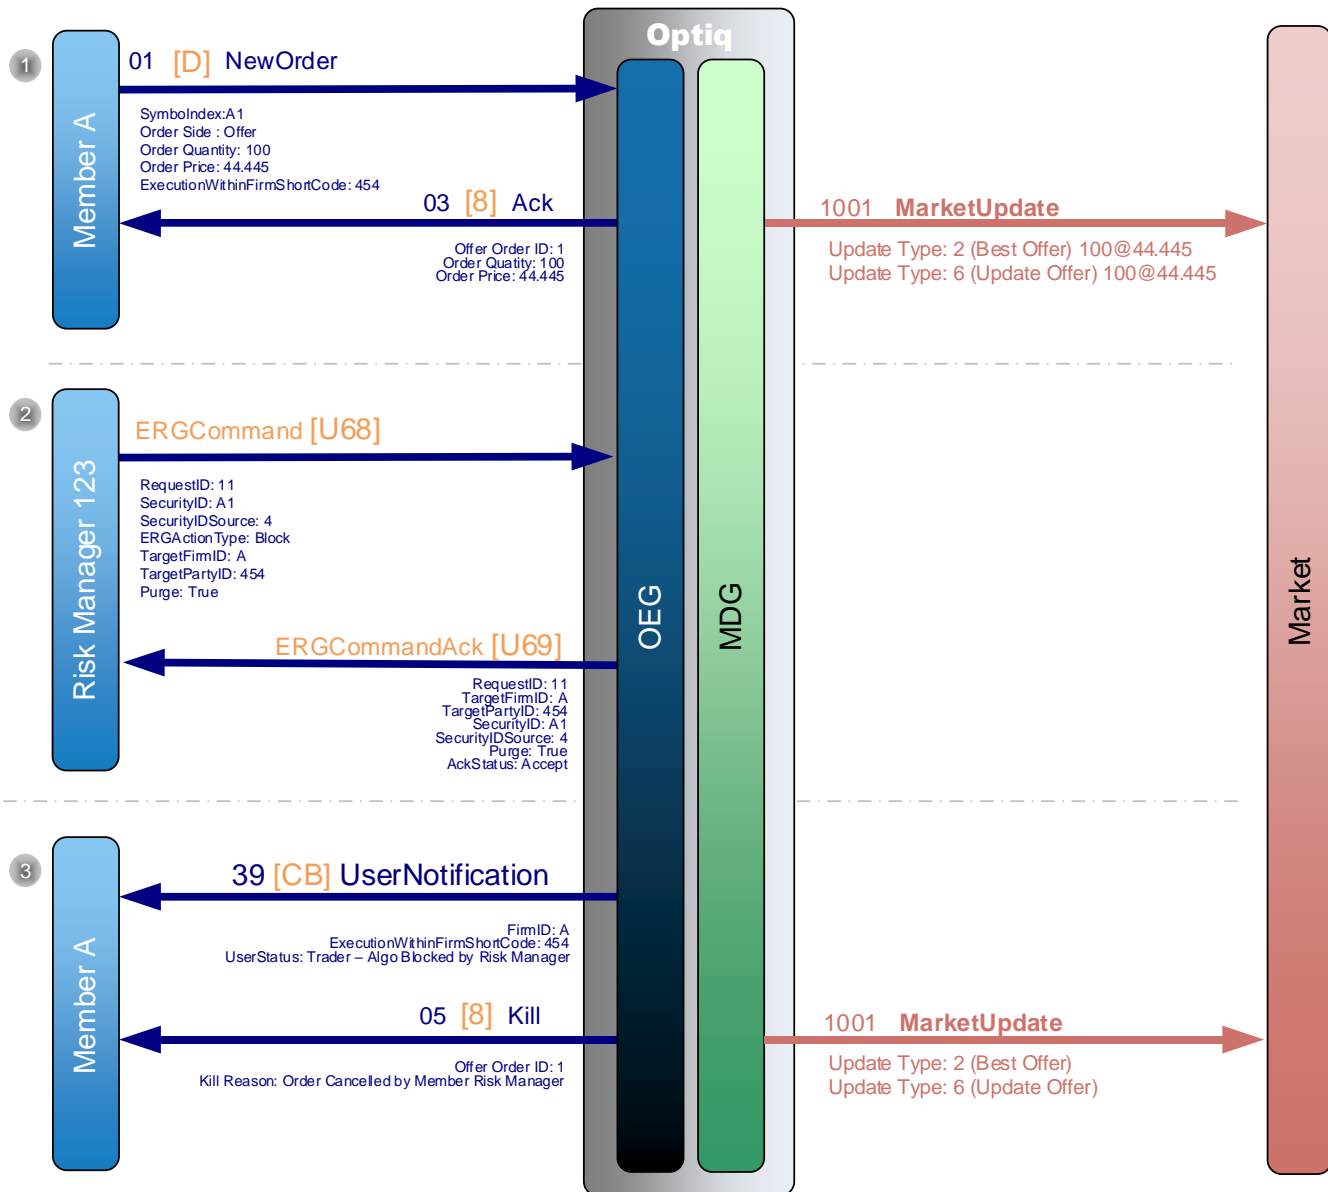 Optiq
1
Member A
01 [D] NewOrder
SymbolIndex:A1
Order Side : Offer
Order Quantity: 100
Order Price: 44.445
ExecutionWithinFirmShortCode: 454
03 [8] Ack
Offer Order ID: 1
Order Quatity: 100
Order Price: 44.445
1001 MarketUpdate
Update Type: 2 (Best Offer) 100@44.445
Update Type: 6 (Update Offer) 100@44.445
2
Risk Manager 123
ERGCommand [U68]
RequestID: 11
SecurityID: A1
SecurityIDSource: 4
ERGActionType: Block
TargetFirmID: A
TargetPartyID: 454
Purge: True
ERGCommandAck [U69]
RequestID: 11
TargetFirmID: A
TargetPartyID: 454
SecurityID: A1
SecurityIDSource: 4
Purge: True
AckStatus: Accept
OEG
MDG
Market
3
Member A
39 [CB] UserNotification
FirmID: A
ExecutionWithinFirmShortCode: 454
UserStatus: Trader – Algo Blocked by Risk Manager
05 [8] Kill
Offer Order ID: 1
Kill Reason: Order Cancelled by Member Risk Manager
1001 MarketUpdate
Update Type: 2 (Best Offer)
Update Type: 6 (Update Offer)